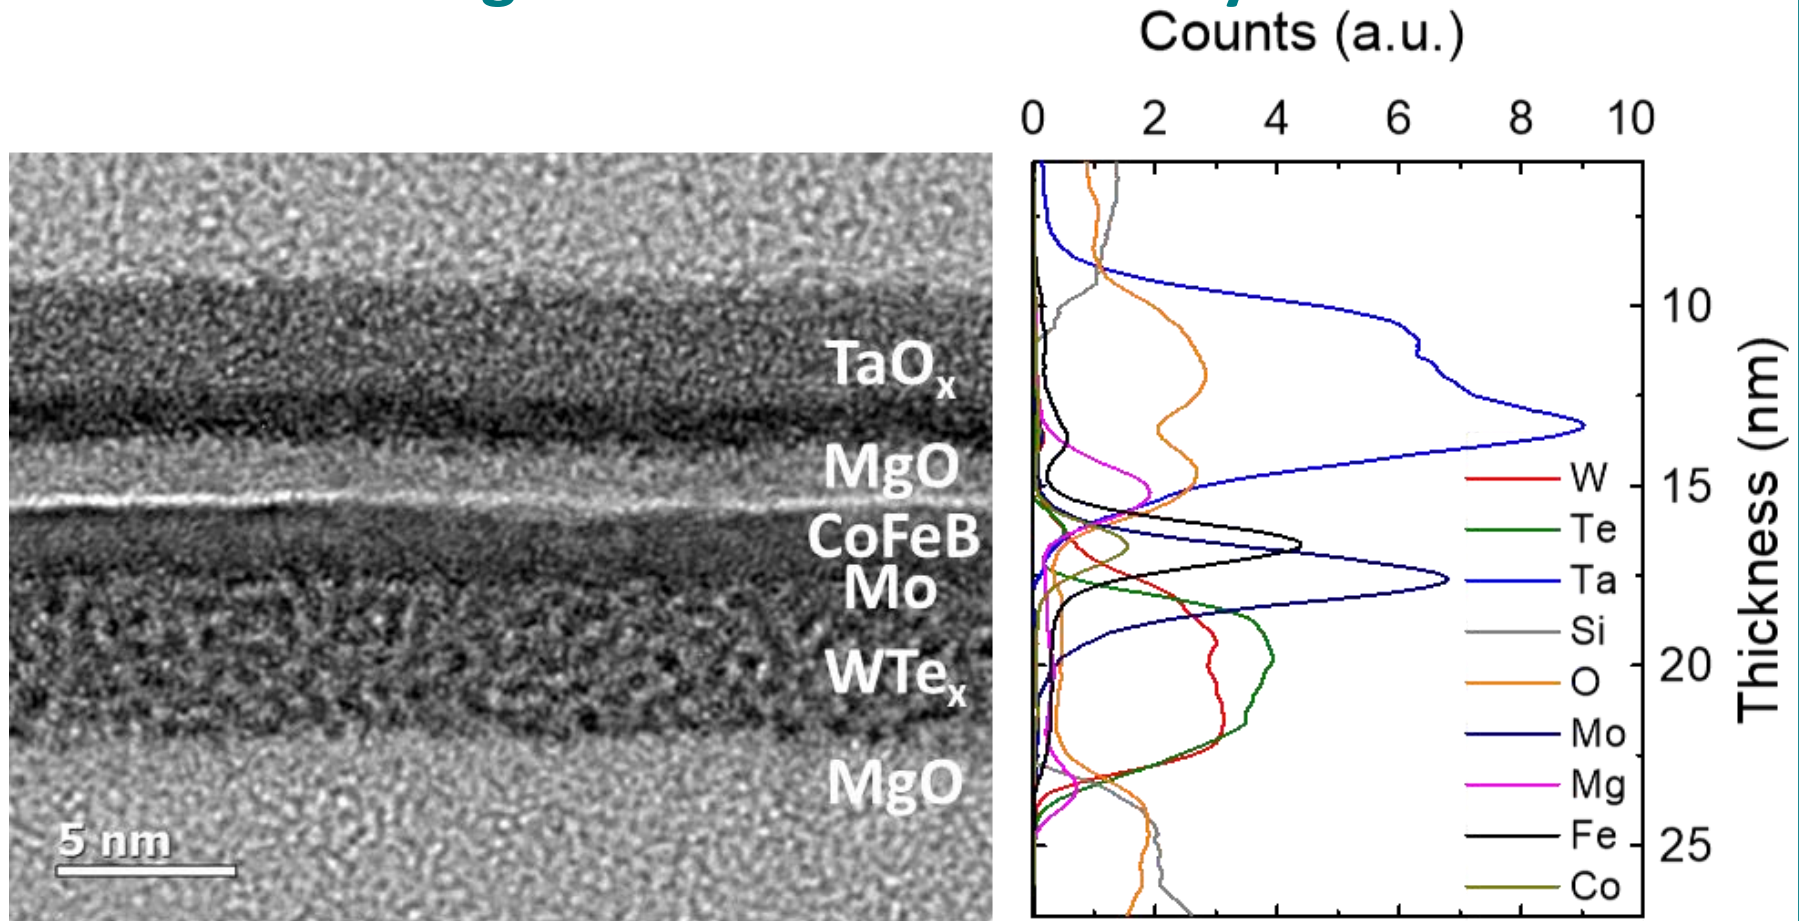 TaOx
MgO
CoFeB
Mo
WTex
MgO
5 nm
Counts (a.u.)
0 2 4 6 8 10
10
15
20
25
Thickness (nm)
W
Te
Ta
Si
O
Mo
Mg
Fe
Co